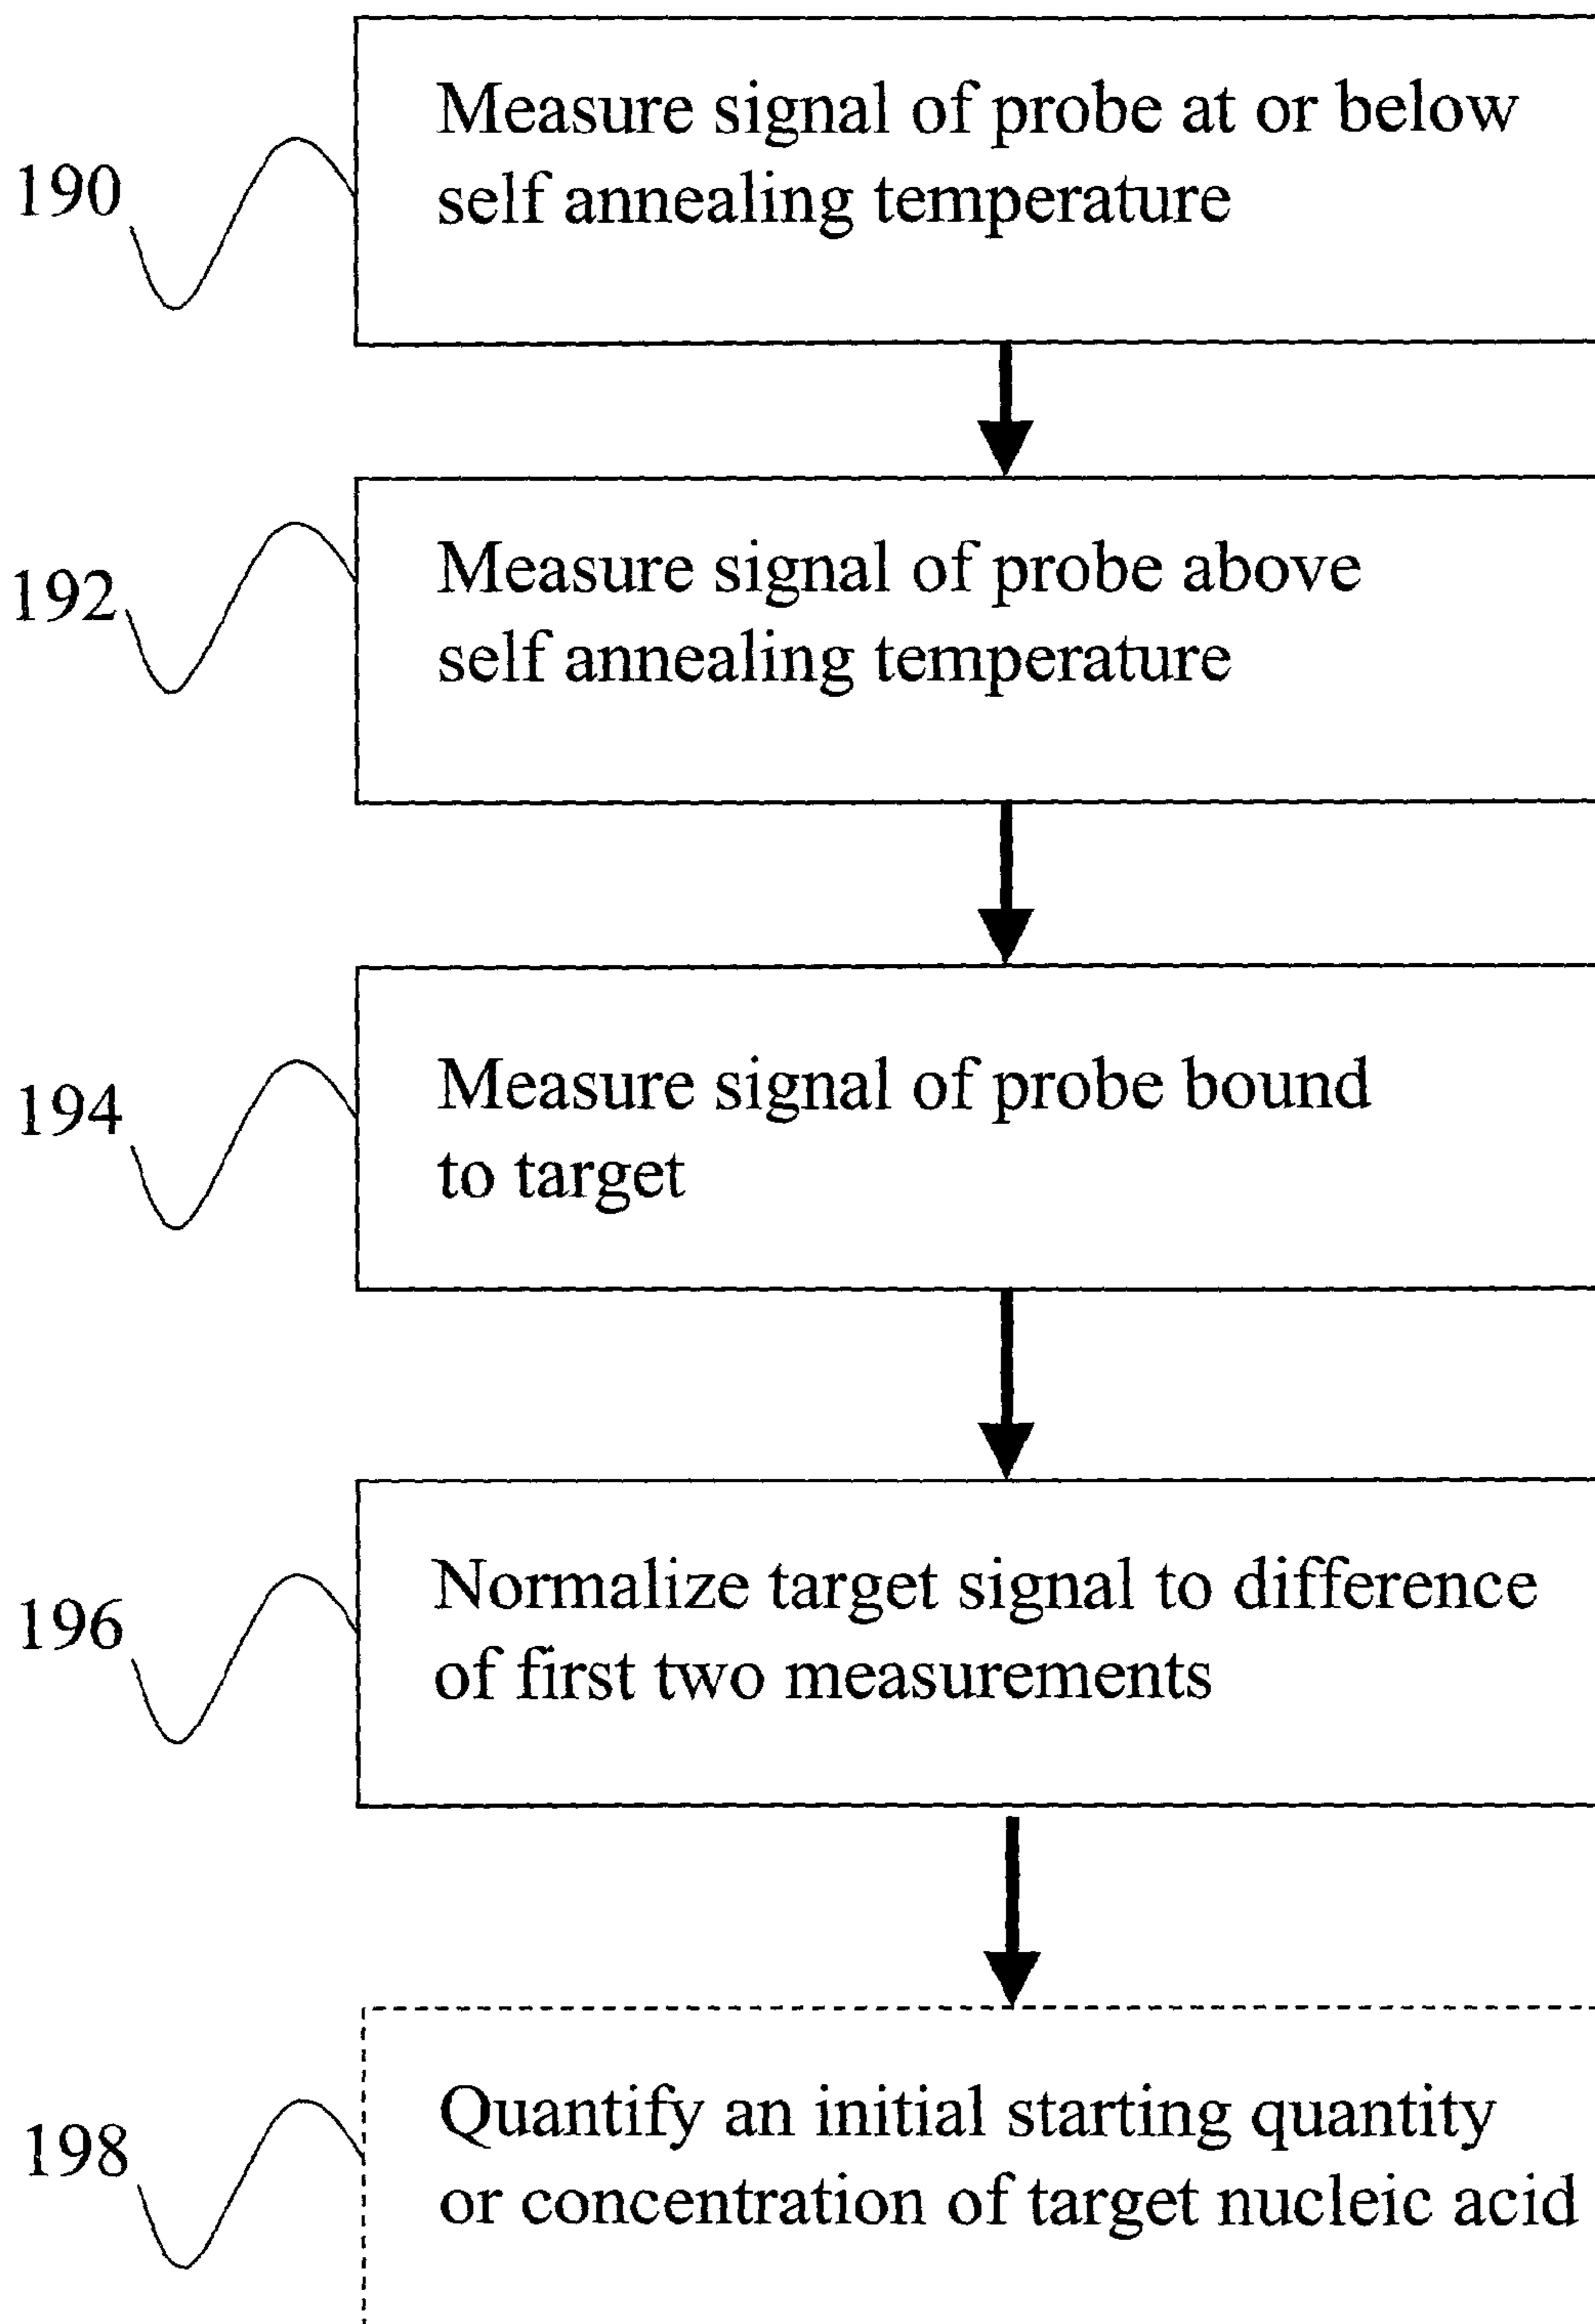 190
Measure signal of probe at or below
self annealing temperature
192
Measure signal of probe above
self annealing temperature
194
Measure signal of probe bound
to target
196
Normalize target signal to difference
of first two measurements
198
Quantify an initial starting quantity
or concentration of target nucleic acid